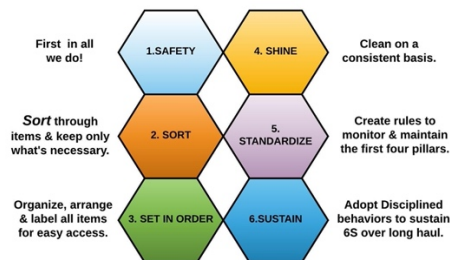 First in all
we do!
1.SAFETY
4. SHINE
Clean on a
consistent basis.
Sort through
items & keep only
what's necessary.
2. SORT
5.
STANDARDIZE
Create rules to
monitor & maintain
the first four pillars.
Organize, arrange
& label all items
for easy access.
3. SET IN ORDER
6.SUSTAIN
Adopt Disciplined
behaviors to sustain
6S over long haul.